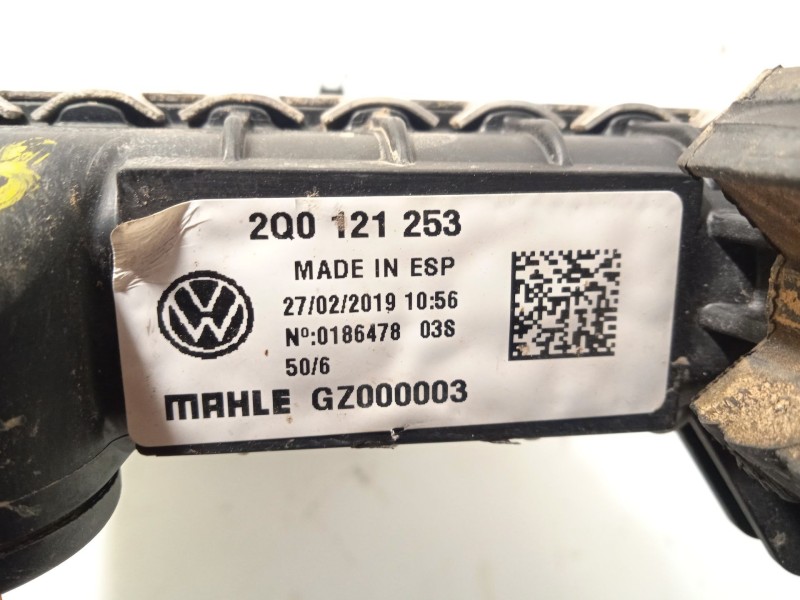 2Q0 121 253
MADE IN ESP
27/02/2019 10:56
Nº:0186478 03S
50/6
MAHLE GZ000003